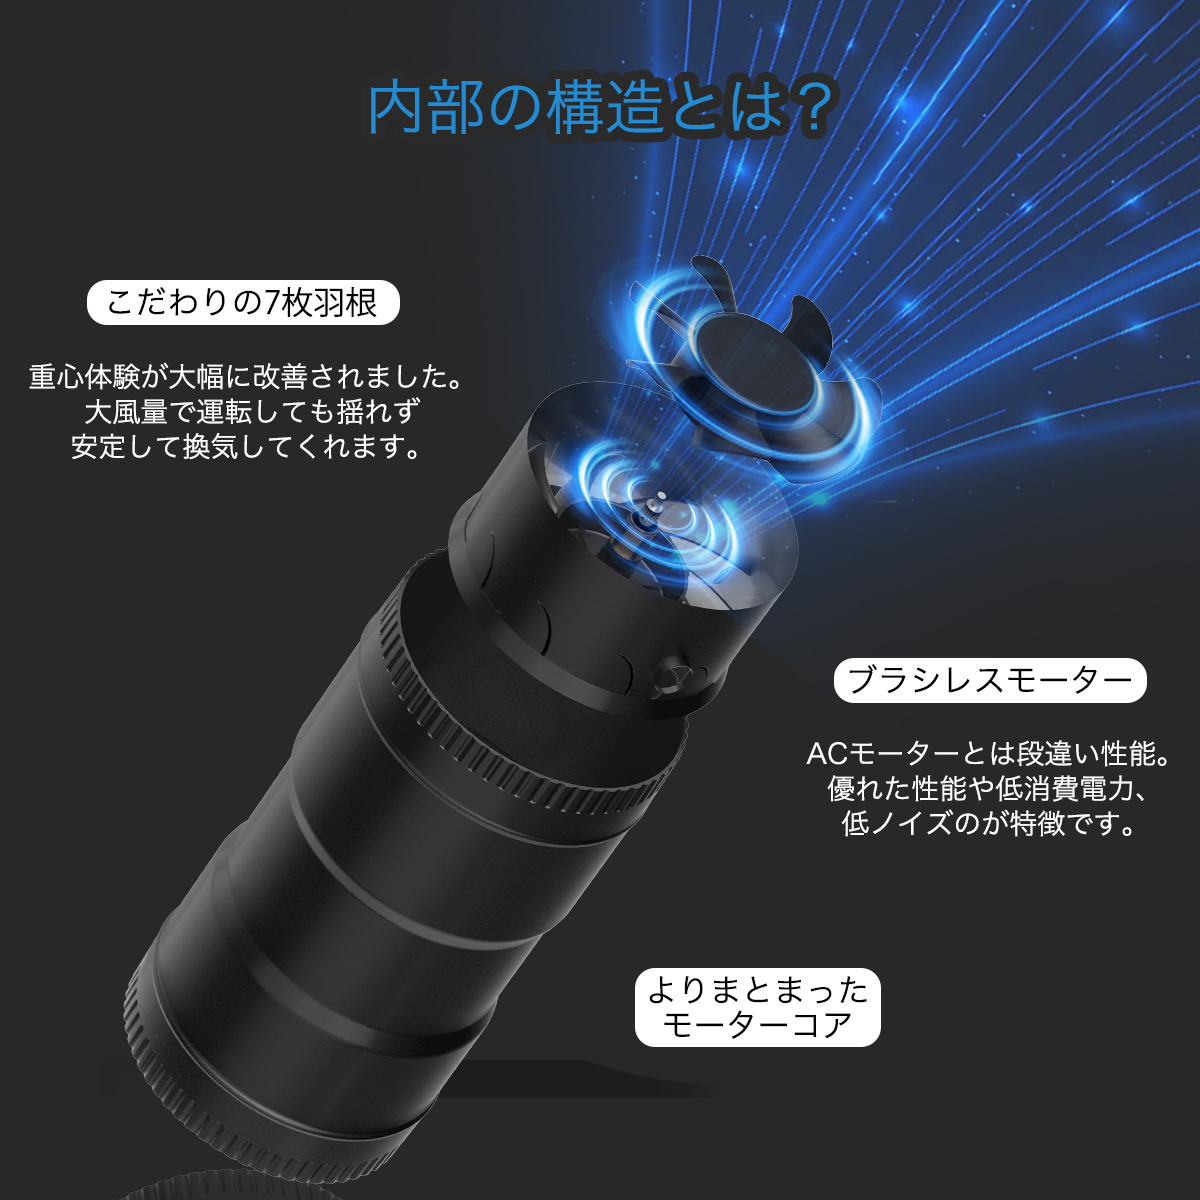 内部の構造とは？
こだわりの7枚羽根
重心体験が大幅に改善されました。
大風量で運転しても揺れず
安定して換気してくれます。
ブラシレスモーター
ACモーターとは段違い性能。
優れた性能や低消費電力、
低ノイズのが特徴です。
よりまとまった
モーターコア